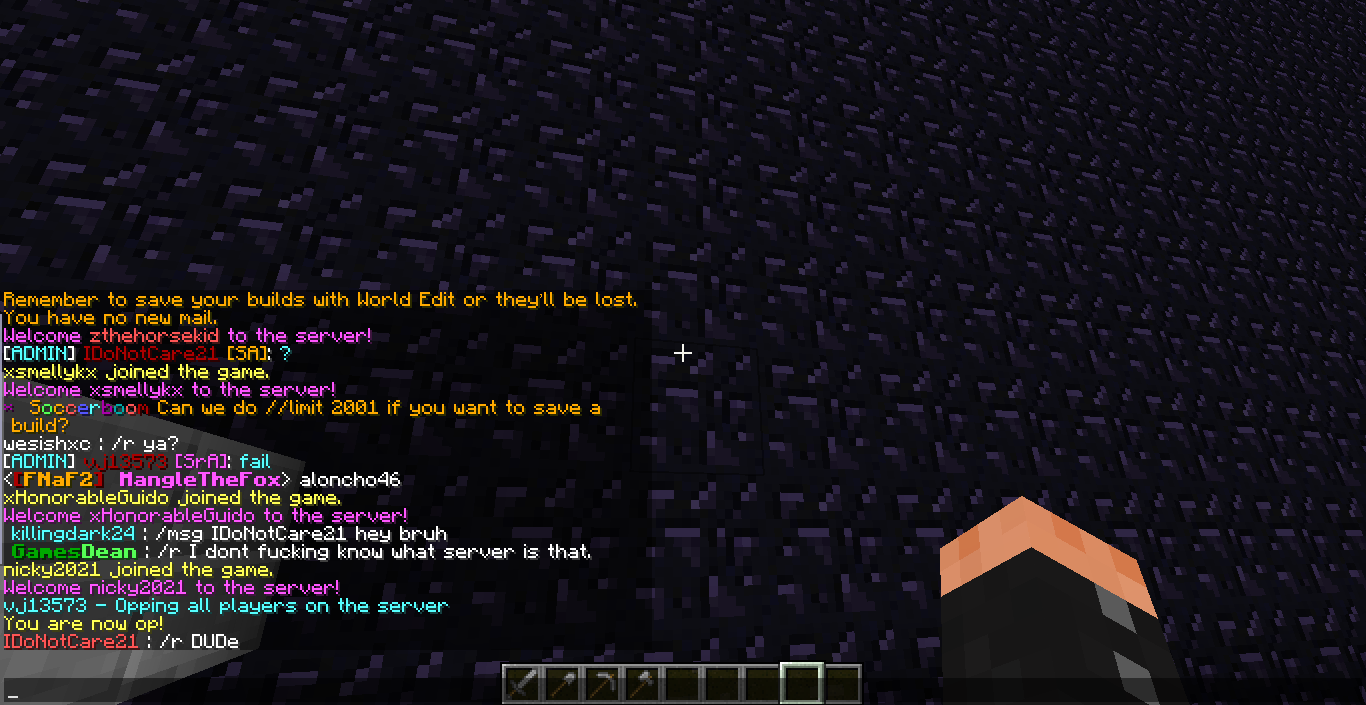 Remember to save your builds with World Edit or they'll be lost.
You have no new mail.
Welcome zthehorsekid to the server!
[ADMIN] IDoNotCare21 [SA]: ?
xsmellykx joined the game.
Welcome xsmellykx to the server!
* Soccerboom Can we do //limit 2001 if you want to save a
build?
wesishxc : /r ya?
[ADMIN] vj13573 [SrA]: fail
<[FNaF2] MangleTheFox> aloncho46
xHonorableGuido joined the game.
Welcome xHonorableGuido to the server!
killingdark24 : /msg IDoNotCare21 hey bruh
GamesDean : /r I dont fucking know what server is that.
nicky2021 joined the game.
Welcome nicky2021 to the server!
vj13573 - Opping all players on the server
You are now op!
IDoNotCare21 : /r DUDe
_